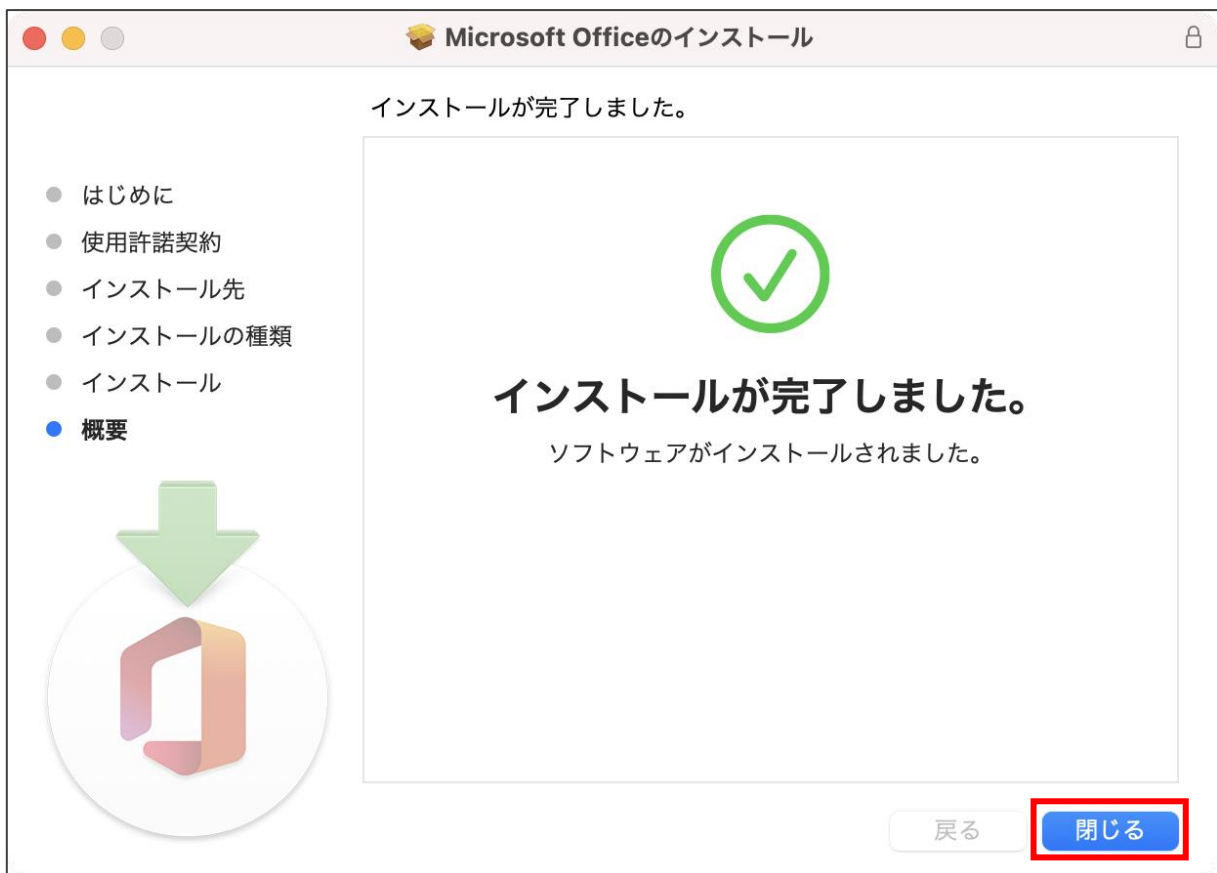 Microsoft Officeのインストール
インストールが完了しました。
はじめに
使用許諾契約
インストール先
インストールの種類
インストール
概要
インストールが完了しました。
ソフトウェアがインストールされました。
戻る
閉じる